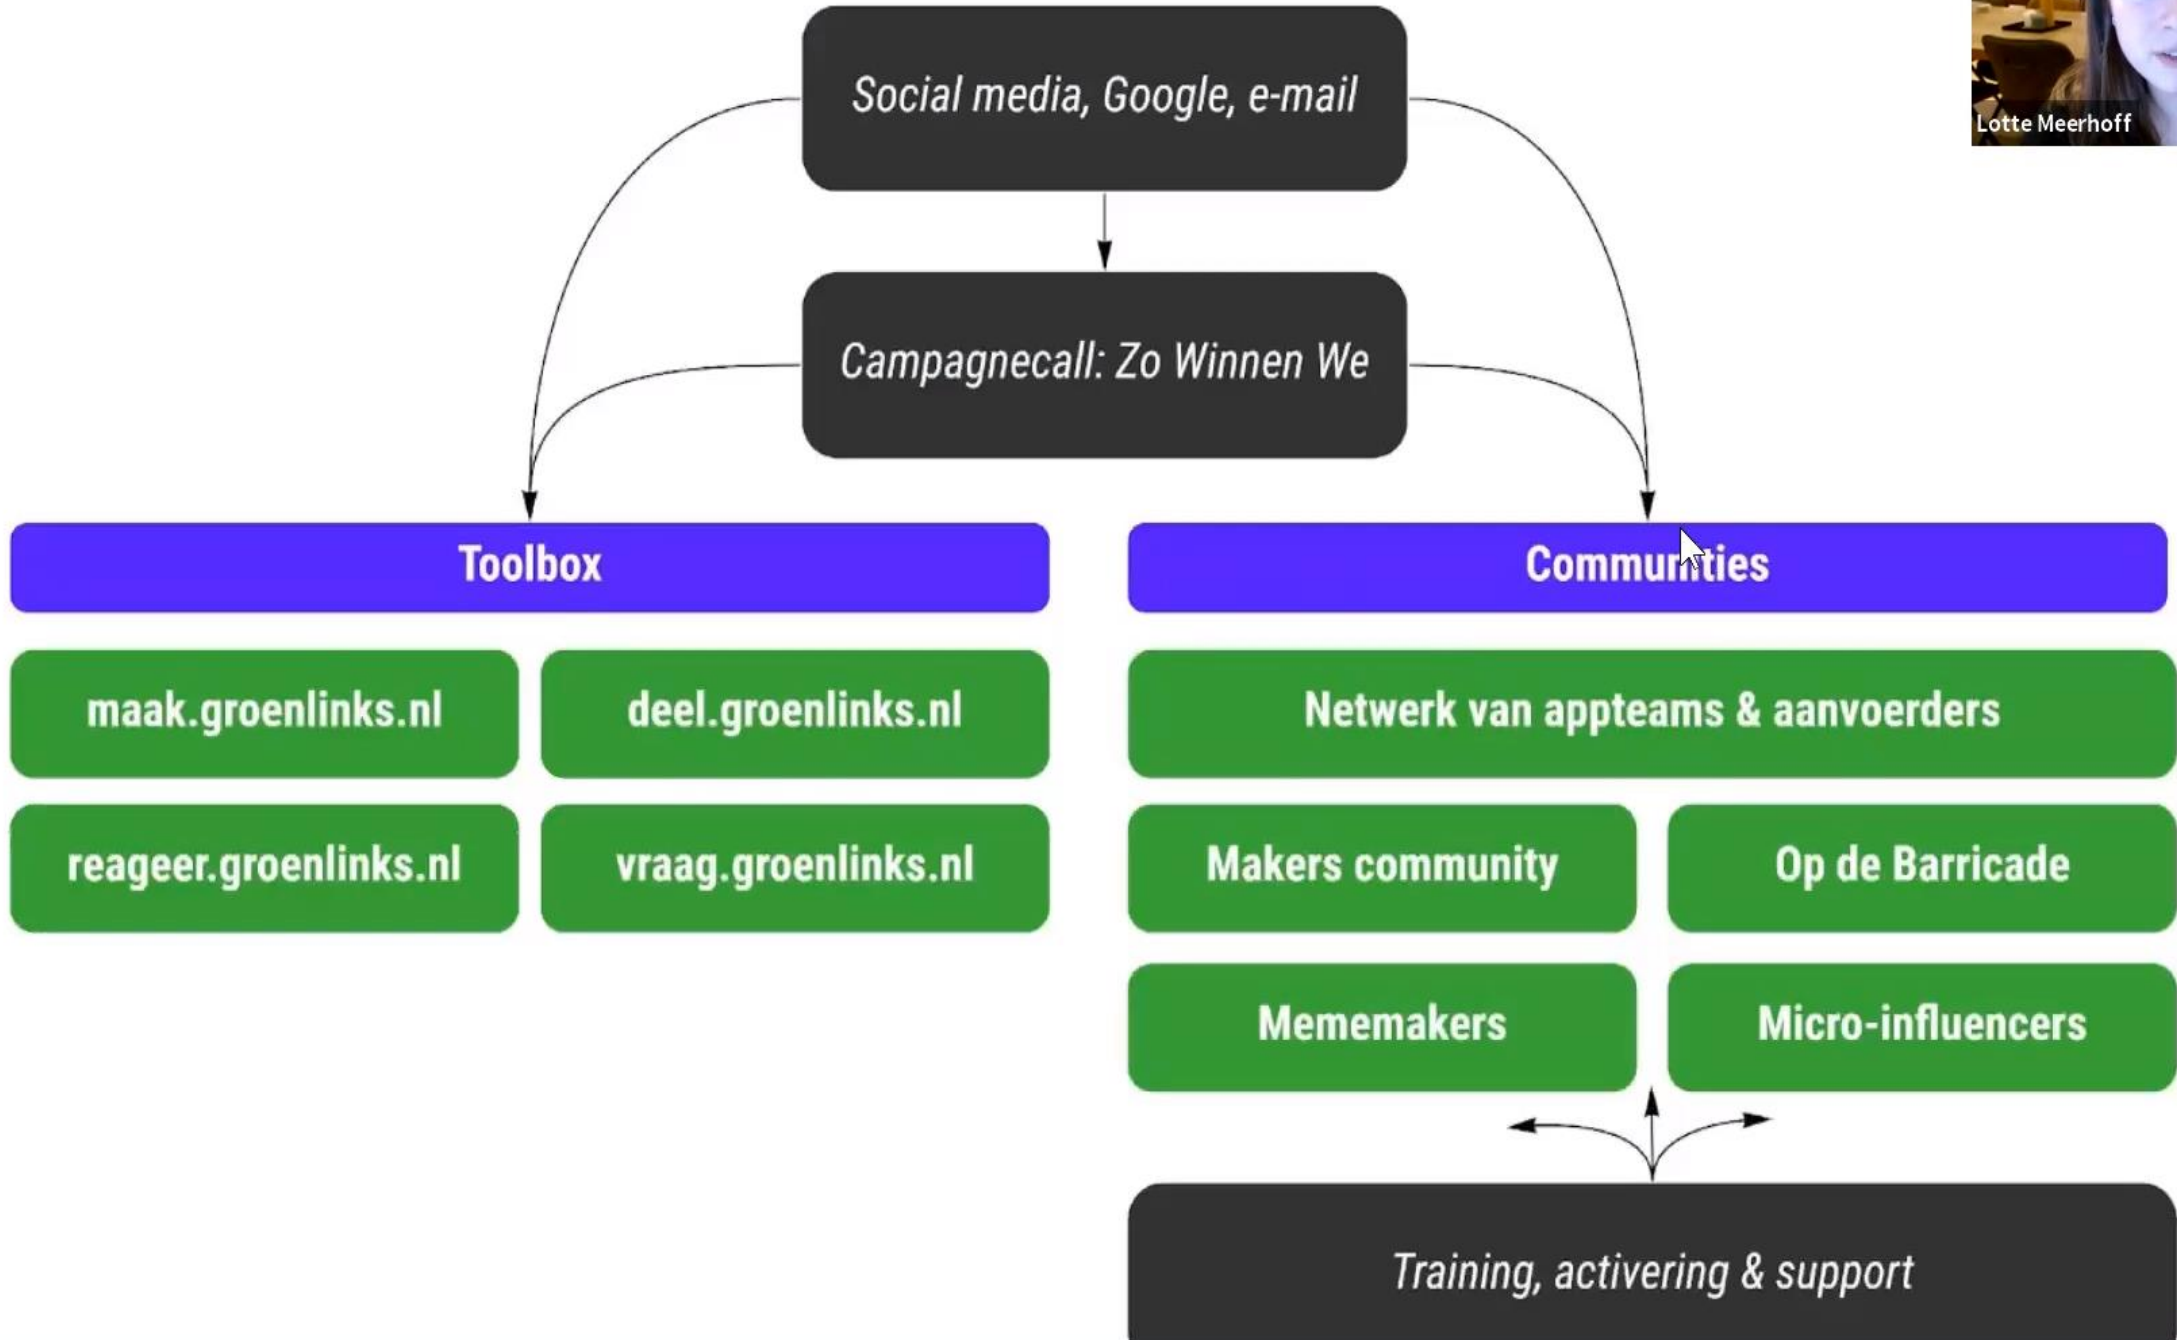 Social media, Google, e-mail
Lotte Meerhoff
Campagnecall: Zo Winnen We
Toolbox
Communities
maak.groenlinks.nl
deel.groenlinks.nl
Netwerk van appteams & aanvoerders
reageer.groenlinks.nl
vraag.groenlinks.nl
Makers community
Op de Barricade
Mememakers
Micro-influencers
Training, activering & support